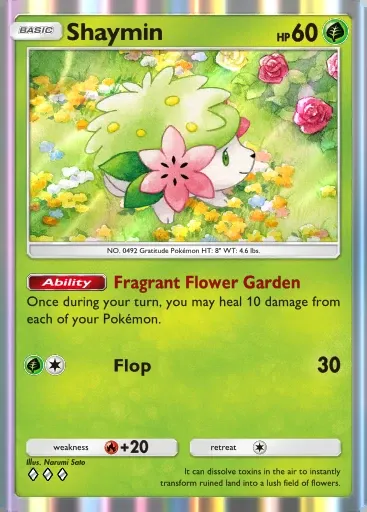 BASIC Shaymin HP 60
NO. 0492 Gratitude Pokémon HT: 8" WT: 4.6 lbs.
Ability Fragrant Flower Garden
Once during your turn, you may heal 10 damage from
each of your Pokémon.
Flop 30
weakness +20 retreat
Illus. Narumi Sato
It can dissolve toxins in the air to instantly
transform ruined land into a lush field of flowers.